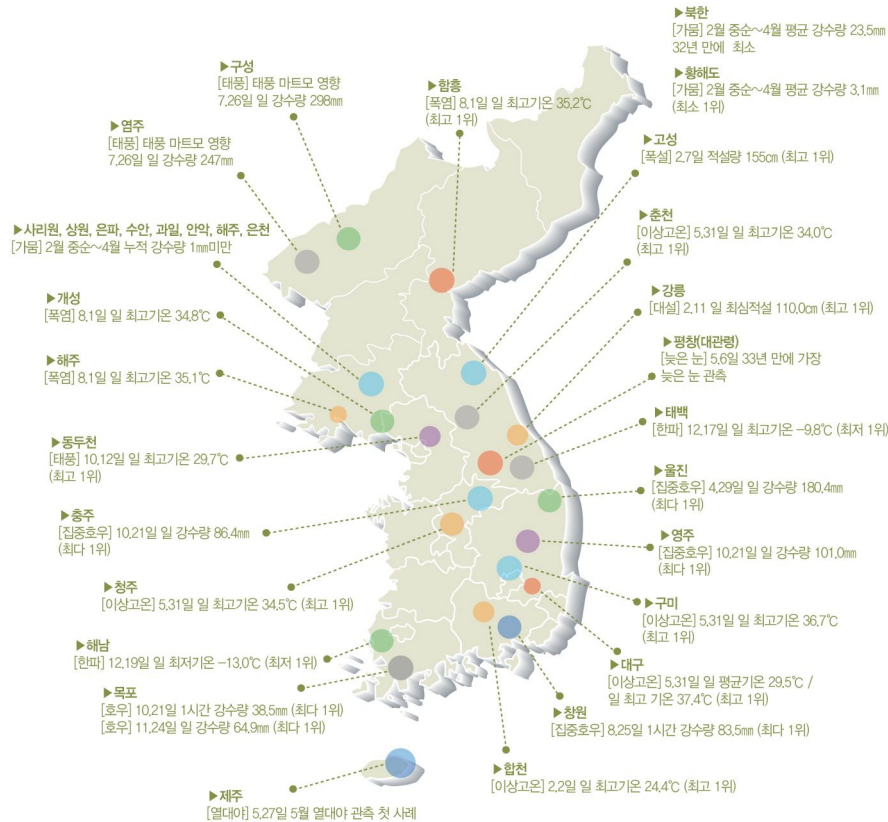 ▶북한
[가뭄] 2월 중순~4월 평균 강수량 23.5㎜
32년 만에 최소
▶황해도
[가뭄] 2월 중순~4월 평균 강수량 3.1㎜
(최소 1위)
▶구성
[태풍] 태풍 마트모 영향
7.26일 일 강수량 298㎜
▶함흥
[폭염] 8.1일 일 최고기온 35.2℃
(최고 1위)
▶염주
[태풍] 태풍 마트모 영향
7.26일 일 강수량 247㎜
▶고성
[폭설] 2.7일 적설량 155㎝ (최고 1위)
▶사리원, 상원, 은파, 수안, 과일, 안악, 해주, 은천
[가뭄] 2월 중순~4월 누적 강수량 1㎜미만
▶춘천
[이상고온] 5.31일 일 최고기온 34.0℃
(최고 1위)
▶개성
[폭염] 8.1일 일 최고기온 34.8℃
▶강릉
[대설] 2.11 일 최심적설 110.0㎝ (최고 1위)
▶해주
[폭염] 8.1일 일 최고기온 35.1℃
▶평창(대관령)
[늦은 눈] 5.6일 33년 만에 가장
늦은 눈 관측
▶동두천
[태풍] 10.12일 일 최고기온 29.7℃
(최고 1위)
▶태백
[한파] 12.17일 일 최고기온 -9.8℃ (최저 1위)
▶울진
[집중호우] 4.29일 일 강수량 180.4㎜
(최다 1위)
▶충주
[집중호우] 10.21일 일 강수량 86.4㎜
(최다 1위)
▶영주
[집중호우] 10.21일 일 강수량 101.0㎜
(최다 1위)
▶청주
[이상고온] 5.31일 일 최고기온 34.5℃ (최고 1위)
▶구미
[이상고온] 5.31일 일 최고기온 36.7℃
(최고 1위)
▶해남
[한파] 12.19일 일 최저기온 -13.0℃ (최저 1위)
▶대구
[이상고온] 5.31일 일 평균기온 29.5℃ /
일 최고 기온 37.4℃ (최고 1위)
▶목포
[호우] 10.21일 1시간 강수량 38.5㎜ (최다 1위)
[호우] 11.24일 일 강수량 64.9㎜ (최다 1위)
▶창원
[집중호우] 8.25일 1시간 강수량 83.5㎜ (최다 1위)
▶합천
[이상고온] 2.2일 일 최고기온 24.4℃ (최고 1위)
▶제주
[열대야] 5.27일 5월 열대야 관측 첫 사례